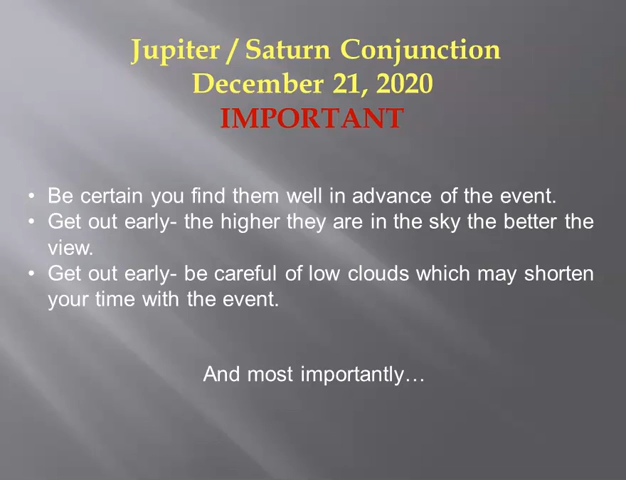 Jupiter / Saturn Conjunction
December 21, 2020
IMPORTANT
• Be certain you find them well in advance of the event.
• Get out early- the higher they are in the sky the better the
view.
• Get out early- be careful of low clouds which may shorten
your time with the event.
And most importantly…